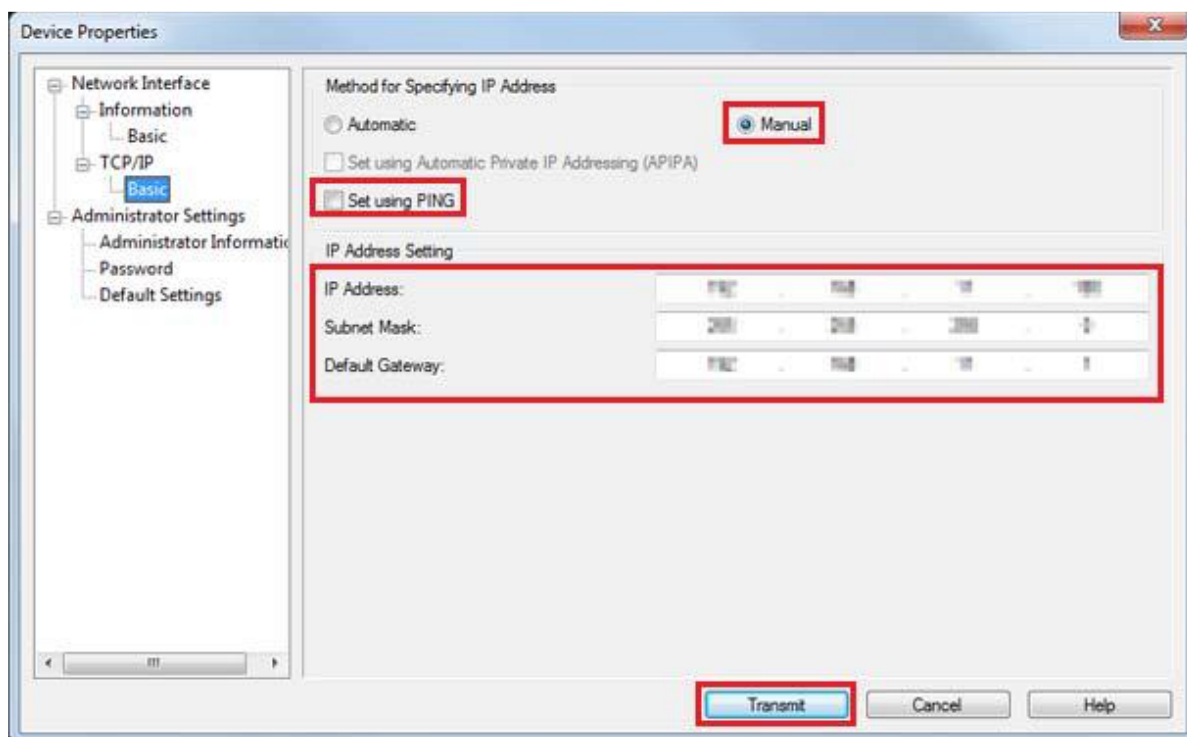 Device Properties
Network Interface
Information
Basic
TCP/IP
Basic
Administrator Settings
Administrator Informatic
Password
Default Settings
Method for Specifying IP Address
Automatic
Manual
Set using Automatic Private IP Addressing (APIPA)
Set using PING
IP Address Setting
IP Address:
Subnet Mask:
Default Gateway:
Transmit
Cancel
Help